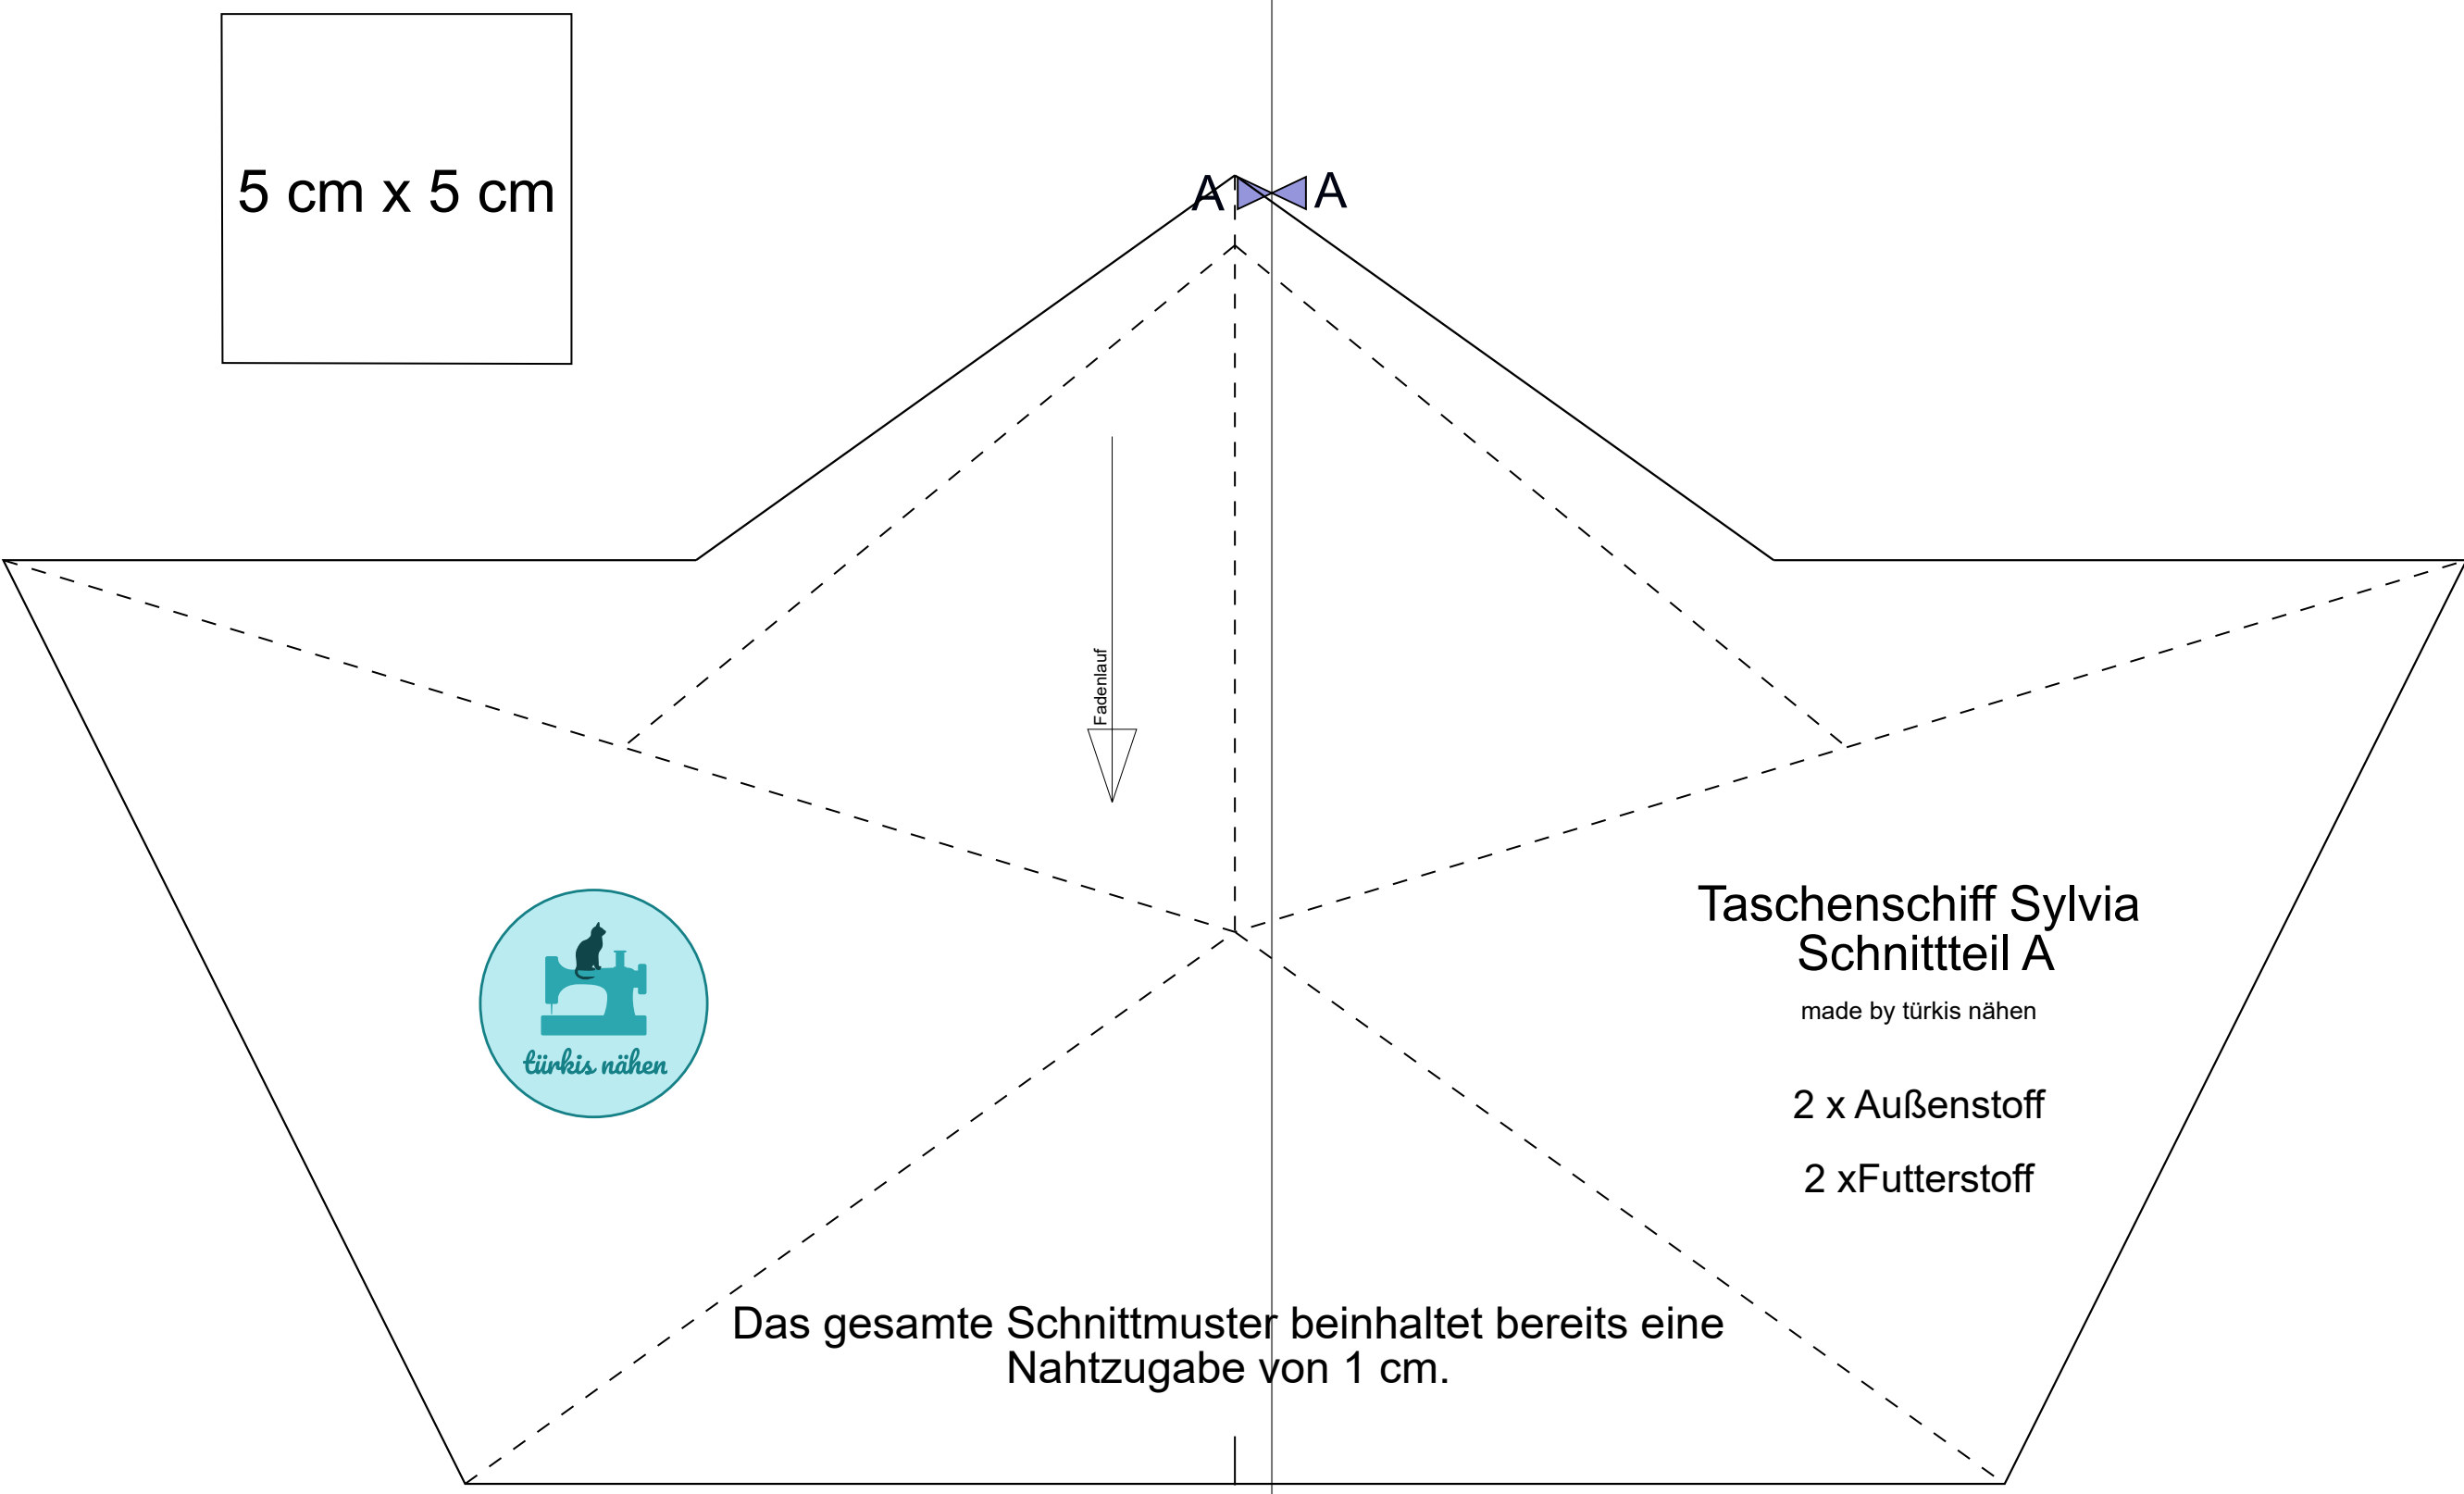 5 cm x 5 cm
A
A
Fadenlauf
Taschenschiff Sylvia
Schnittteil A
made by türkis nähen
türkis nähen
2 x Außenstoff
2 xFutterstoff
Das gesamte Schnittmuster beinhaltet bereits eine
Nahtzugabe von 1 cm.